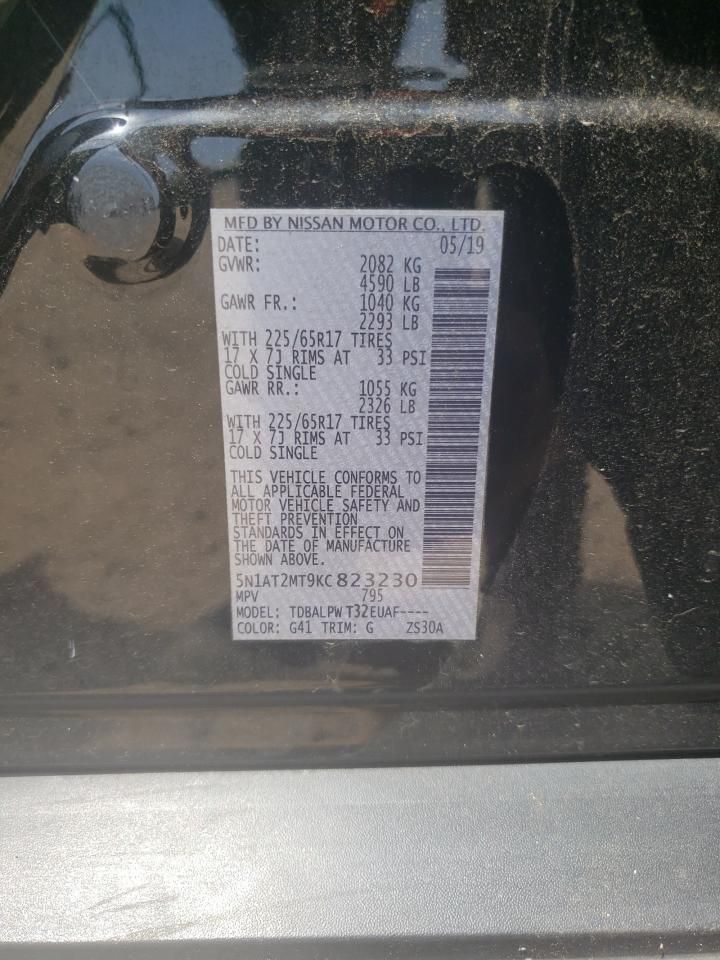 MFD BY NISSAN MOTOR CO., LTD.
DATE: 05/19
GVWR: 2082 KG
4590 LB
GAWR FR.: 1040 KG
2293 LB
WITH 225/65R17 TIRES
17 X 7J RIMS AT 33 PSI
COLD SINGLE
GAWR RR.: 1055 KG
2326 LB
WITH 225/65R17 TIRES
17 X 7J RIMS AT 33 PSI
COLD SINGLE
THIS VEHICLE CONFORMS TO
ALL APPLICABLE FEDERAL
MOTOR VEHICLE SAFETY AND
THEFT PREVENTION
STANDARDS IN EFFECT ON
THE DATE OF MANUFACTURE
SHOWN ABOVE.
5N1AT2MT9KC823230
MPV 795
MODEL: TDBALPWT32EUAF----
COLOR: G41 TRIM: G ZS30A